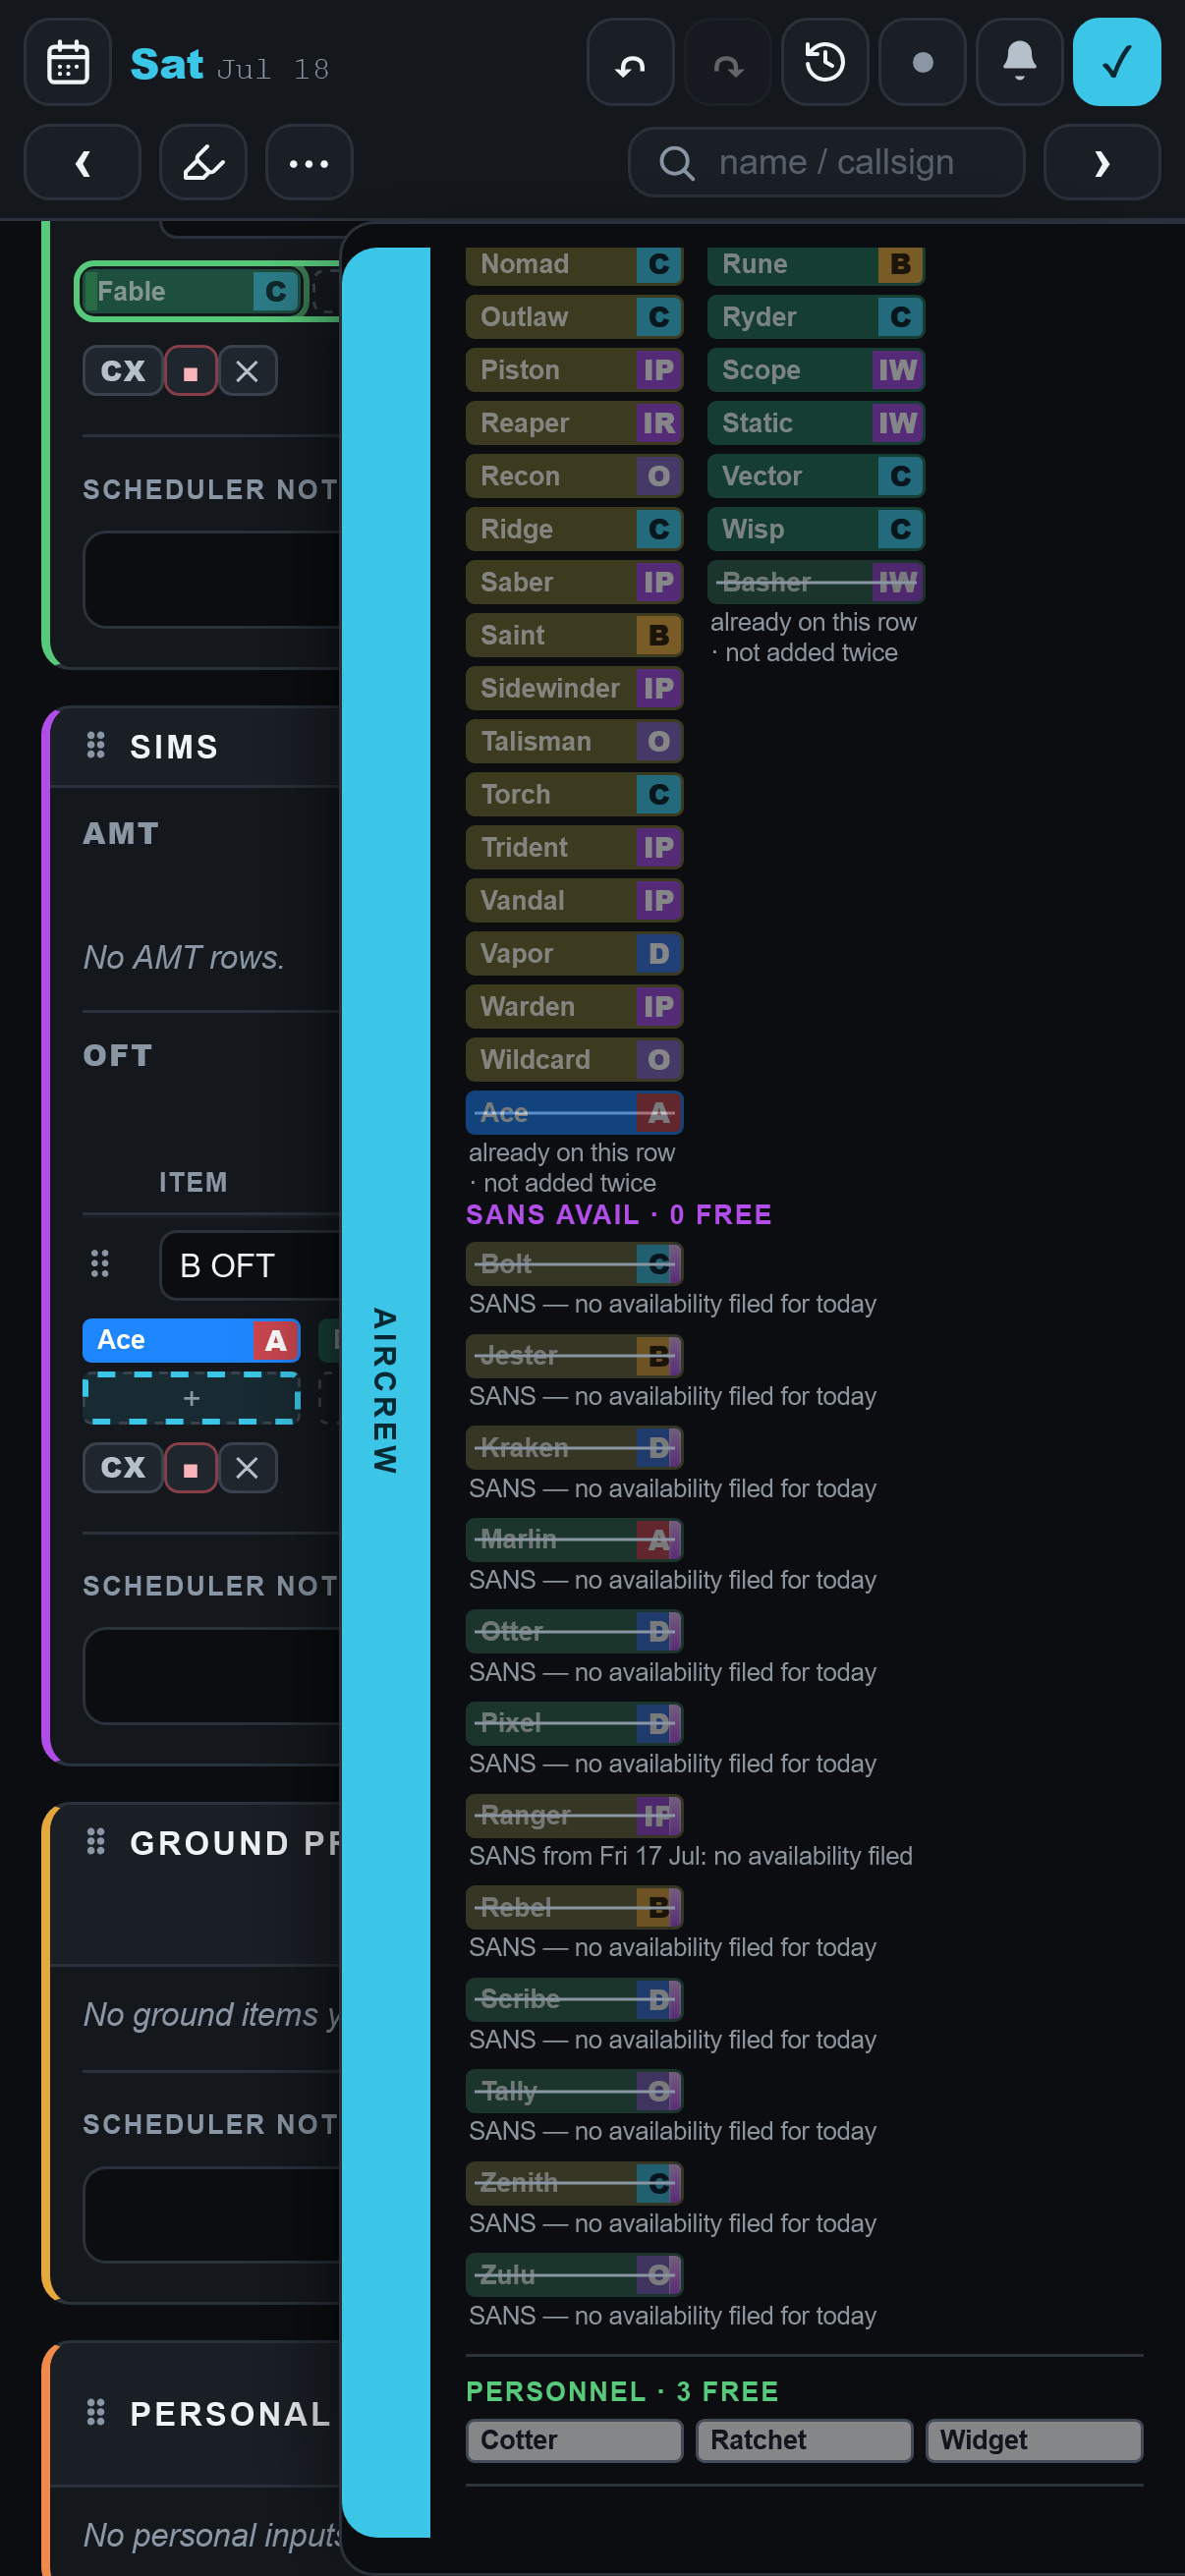 Sat Jul 18
name / callsign
Fable C
CX
SCHEDULER NOT
SIMS
AMT
No AMT rows.
OFT
ITEM
B OFT
Ace A
+
CX
SCHEDULER NOT
GROUND PR
No ground items y
SCHEDULER NOT
PERSONAL
No personal inputs
AIRCREW
Nomad C
Rune B
Outlaw C
Ryder C
Piston IP
Scope IW
Reaper IR
Static IW
Recon O
Vector C
Ridge C
Wisp C
Saber IP
Basher IW
already on this row
· not added twice
Saint B
Sidewinder IP
Talisman O
Torch C
Trident IP
Vandal IP
Vapor D
Warden IP
Wildcard O
Ace A
already on this row
· not added twice
SANS AVAIL · 0 FREE
Bolt C
SANS — no availability filed for today
Jester B
SANS — no availability filed for today
Kraken D
SANS — no availability filed for today
Marlin A
SANS — no availability filed for today
Otter D
SANS — no availability filed for today
Pixel D
SANS — no availability filed for today
Ranger IP
SANS from Fri 17 Jul: no availability filed
Rebel B
SANS — no availability filed for today
Scribe D
SANS — no availability filed for today
Tally O
SANS — no availability filed for today
Zenith C
SANS — no availability filed for today
Zulu O
SANS — no availability filed for today
PERSONNEL · 3 FREE
Cotter
Ratchet
Widget